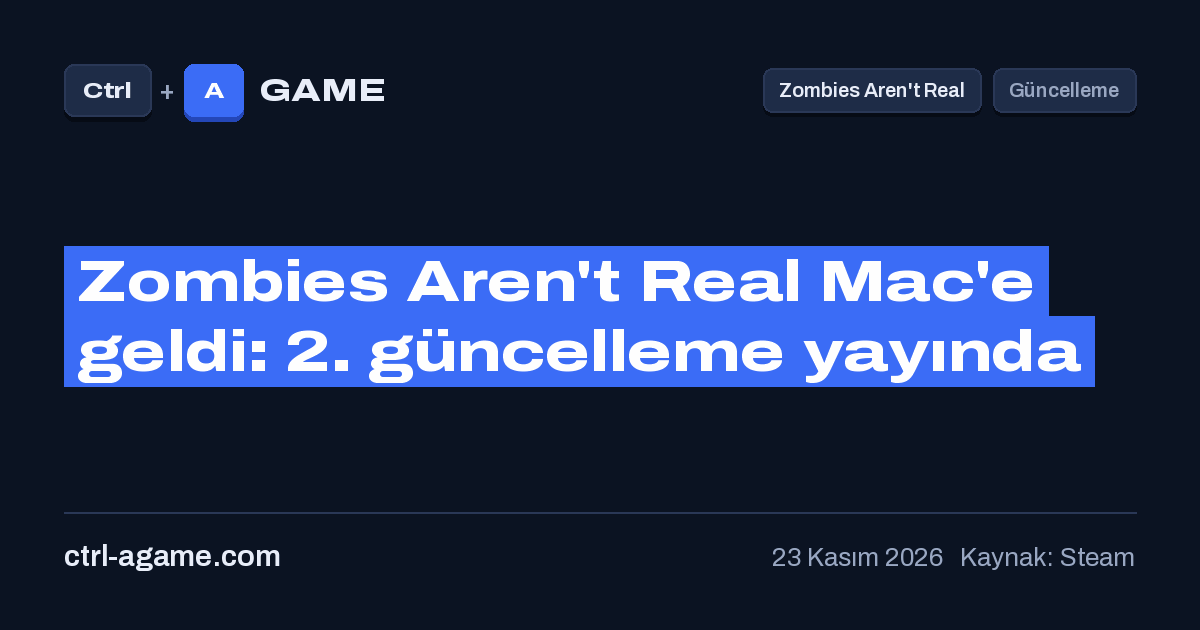 Ctrl + A GAME
Zombies Aren't Real
Güncelleme
Zombies Aren't Real Mac'e
geldi: 2. güncelleme yayında
ctrl-agame.com
23 Kasım 2026 Kaynak: Steam